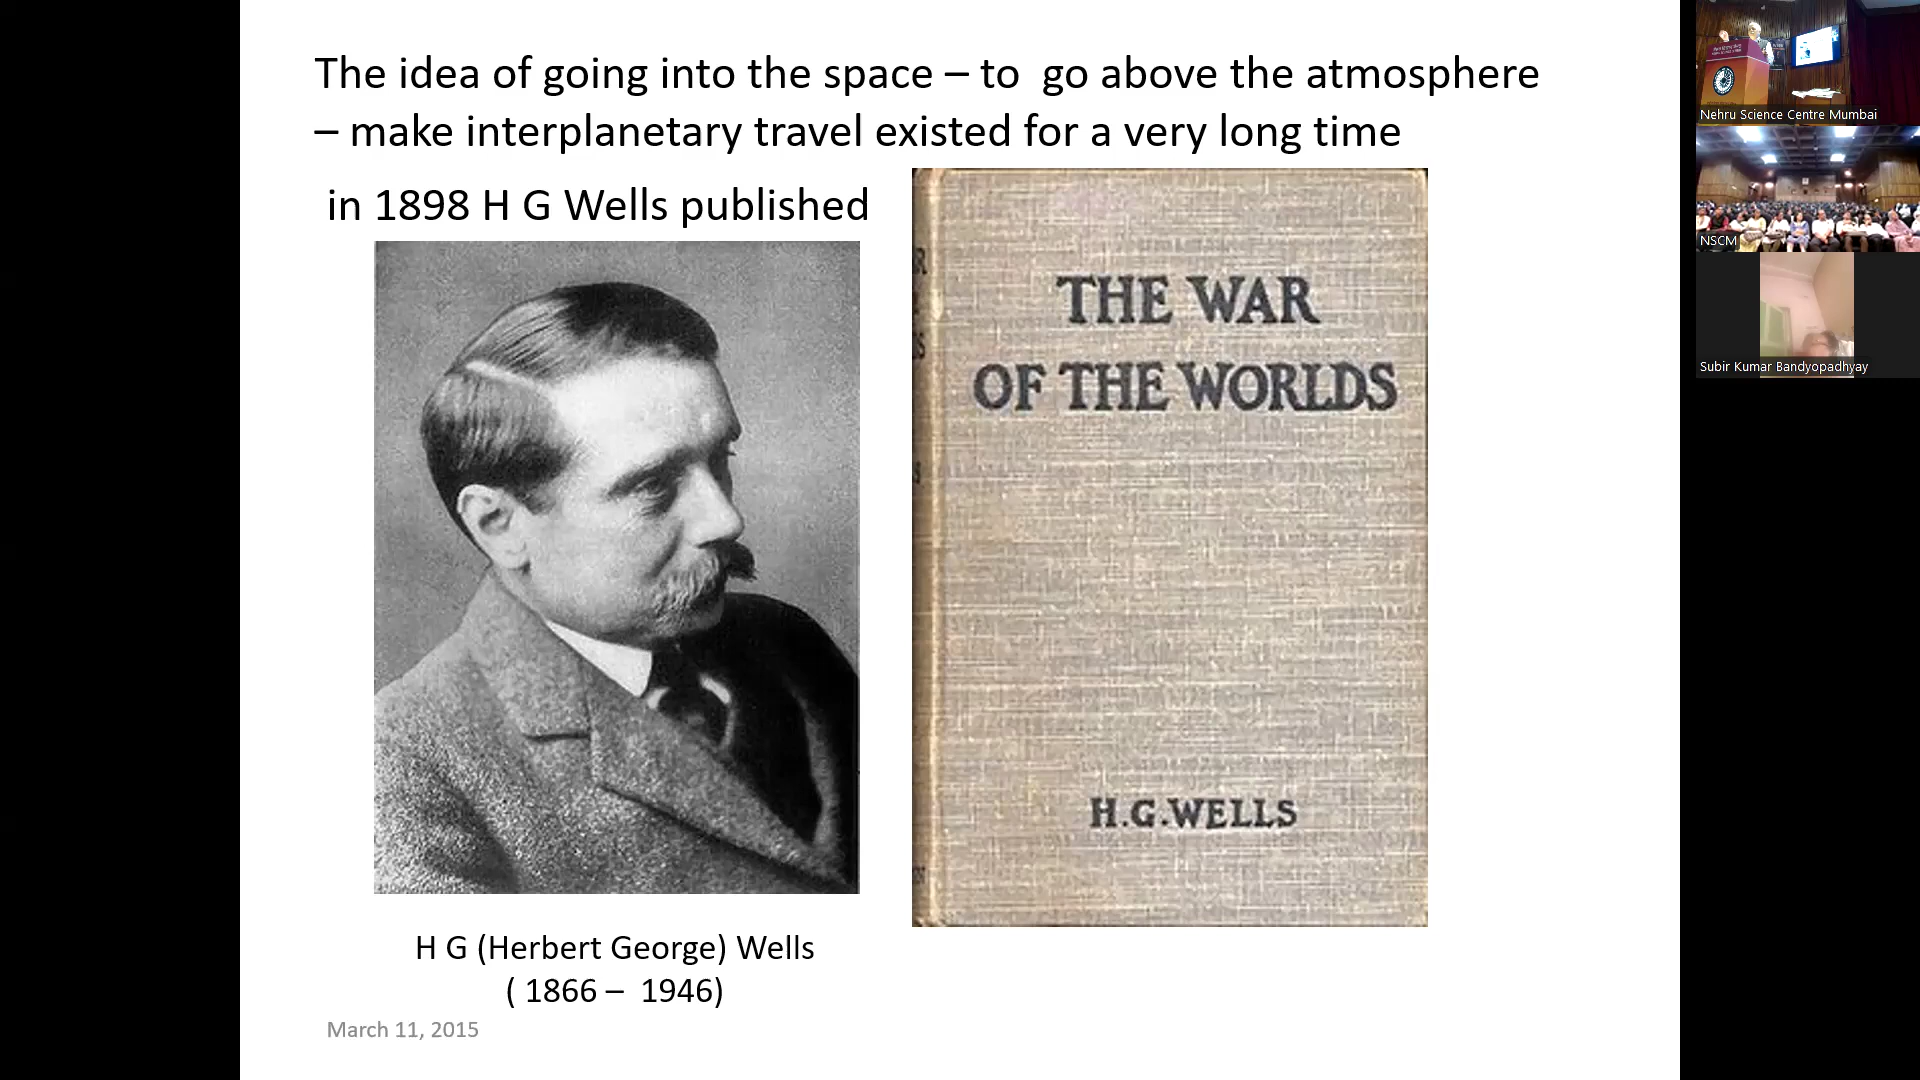 The idea of going into the space – to  go above the atmosphere
– make interplanetary travel existed for a very long time
in 1898 H G Wells published
THE WAR
OF THE WORLDS
H.G.WELLS
H G (Herbert George) Wells
( 1866 –  1946)
March 11, 2015
Nehru Science Centre Mumbai
NSCM
Subir Kumar Bandyopadhyay